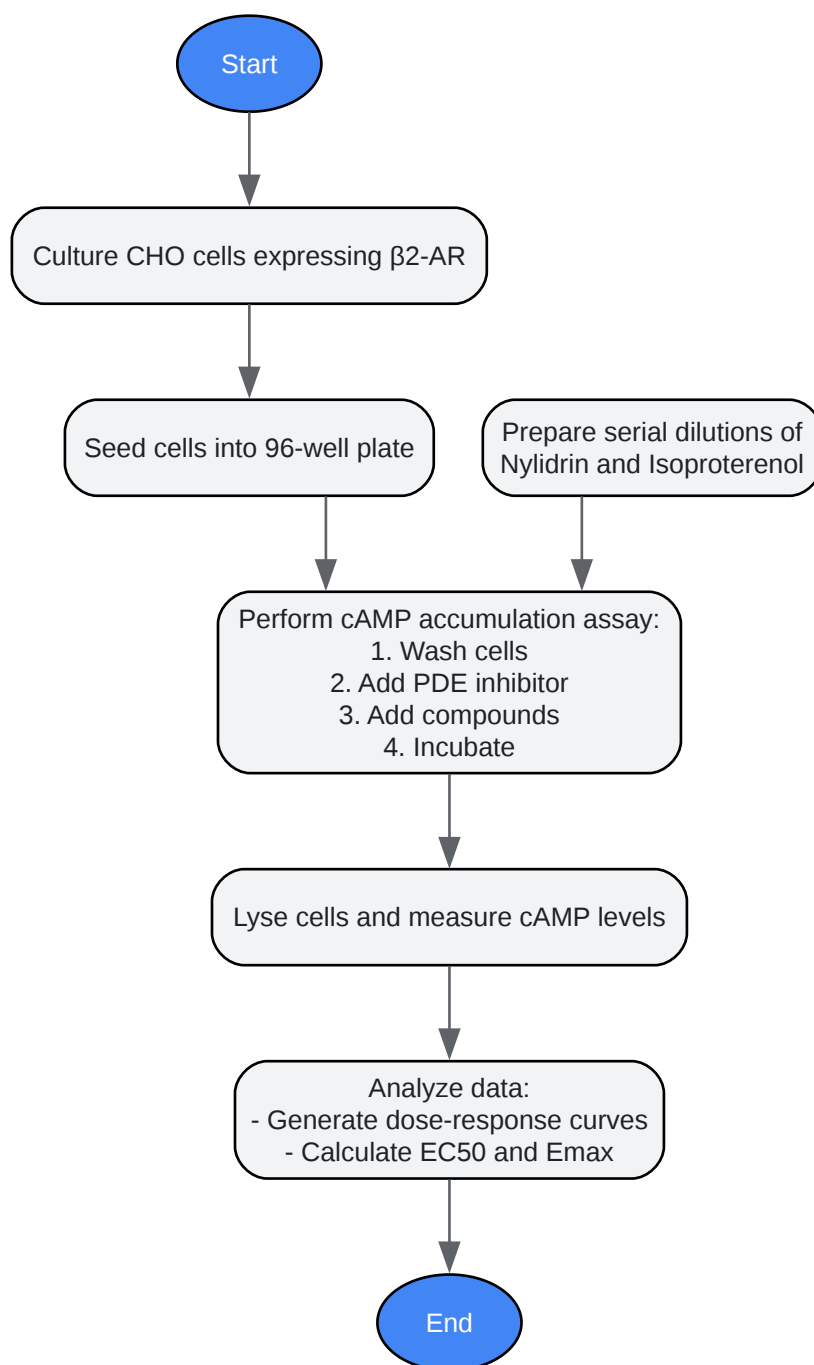 Start
Culture CHO cells expressing β2-AR
Seed cells into 96-well plate
Prepare serial dilutions of
Nylidrin and Isoproterenol
Perform cAMP accumulation assay:
1. Wash cells
2. Add PDE inhibitor
3. Add compounds
4. Incubate
Lyse cells and measure cAMP levels
Analyze data:
- Generate dose-response curves
- Calculate EC50 and Emax
End